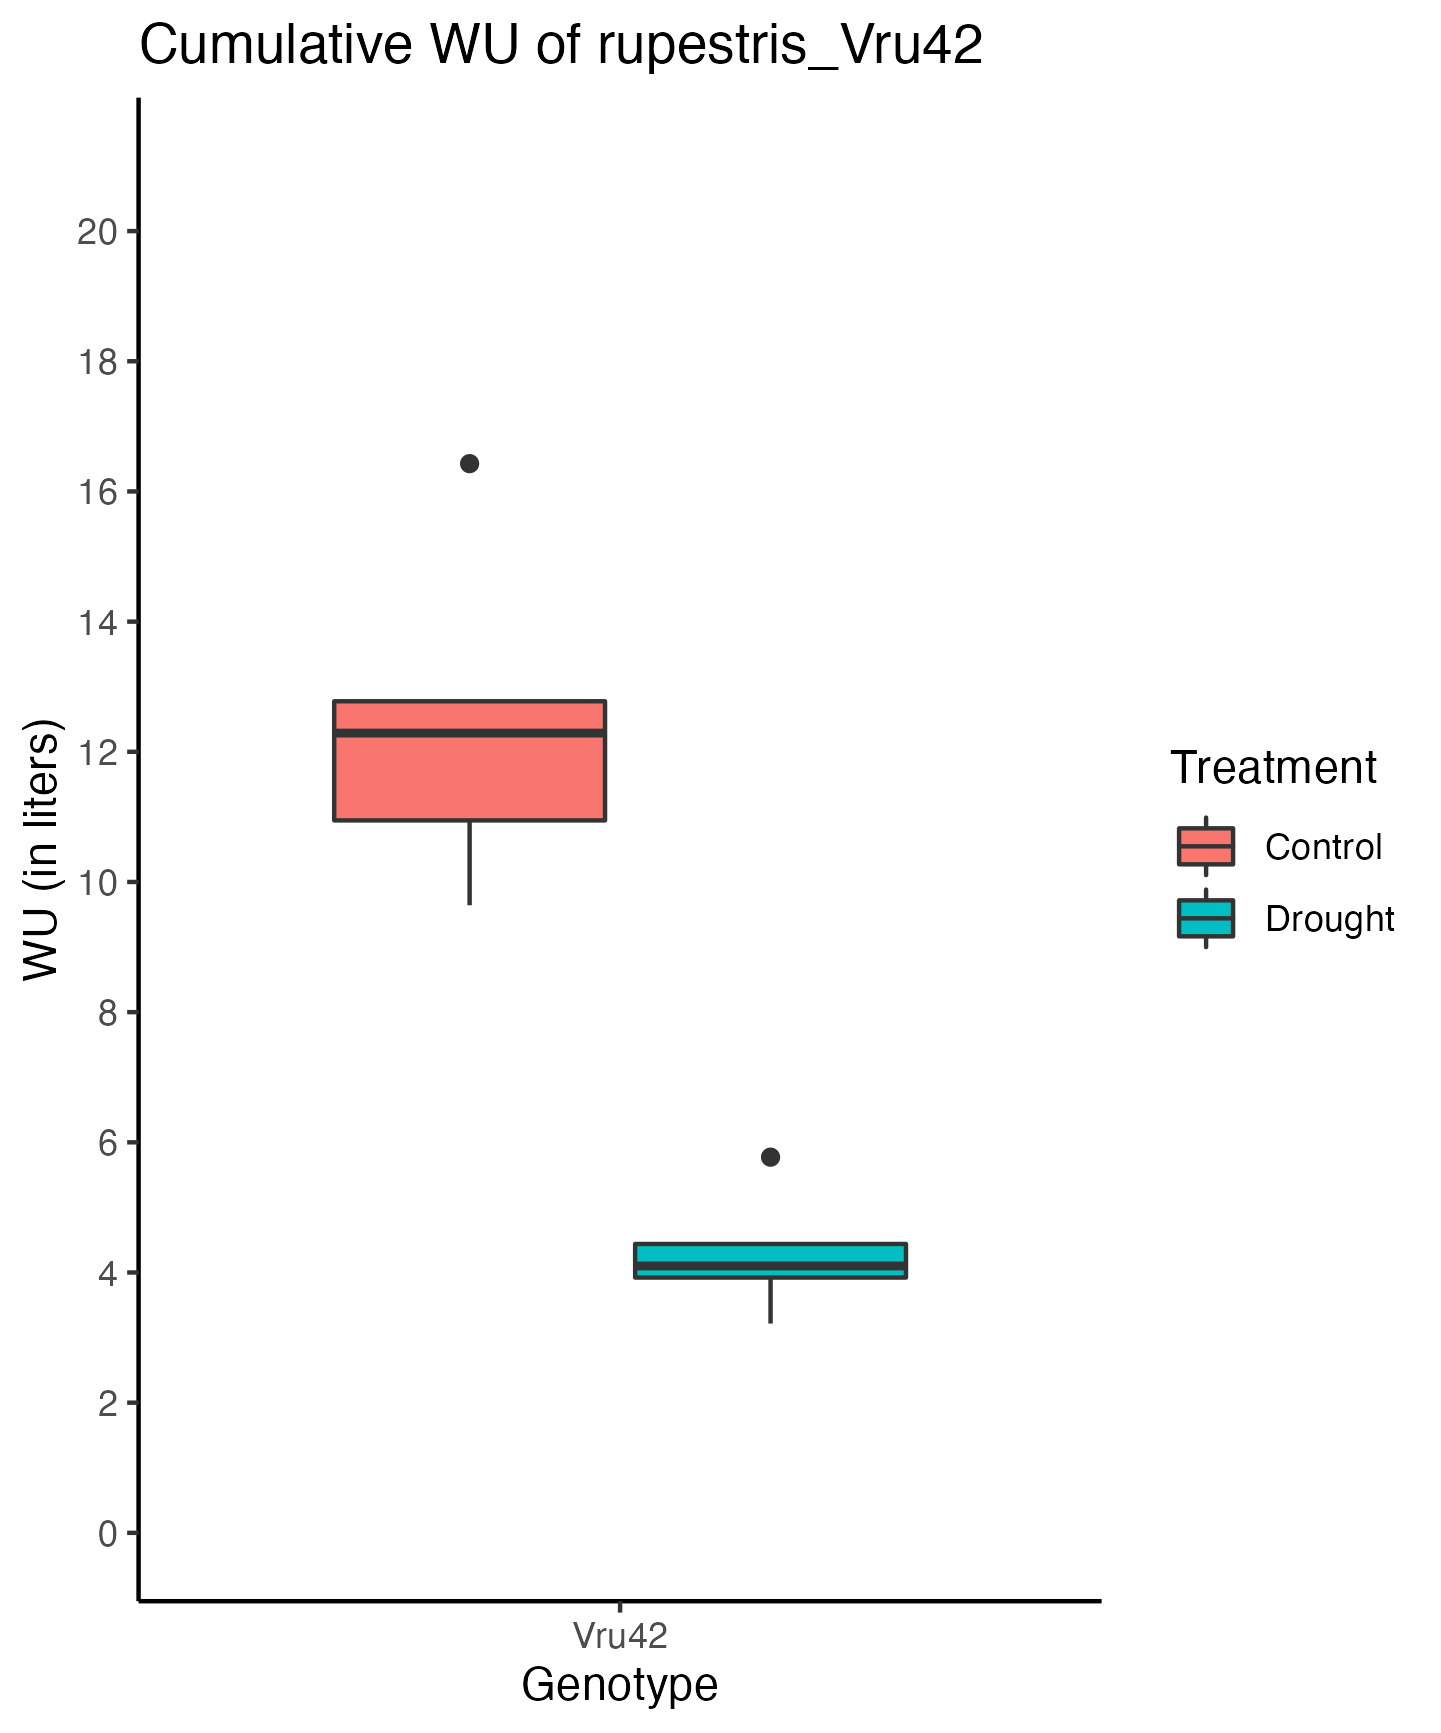 Cumulative WU of rupestris_Vru42
20
18
16
14
12
10
8
6
4
2
0
WU (in liters)
Vru42
Genotype
Treatment
Control
Drought